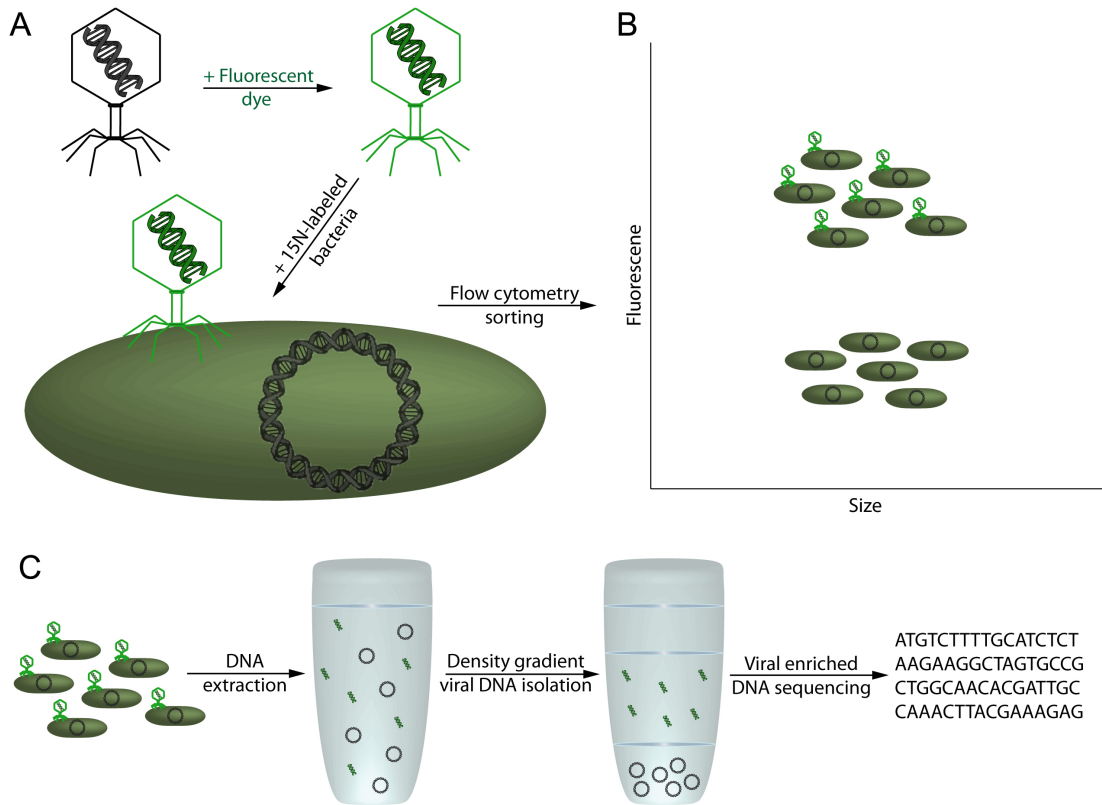 A
+ Fluorescent
dye
+ 15N-labeled
bacteria
Flow cytometry
sorting
B
Fluorescene
Size
C
DNA
extraction
Density gradient
viral DNA isolation
Viral enriched
DNA sequencing
ATGTCTTTTGCATCTCT
AAGAAGGCTAGTGCCG
CTGGCAACACGATTGC
CAAACTTACGAAAGAG